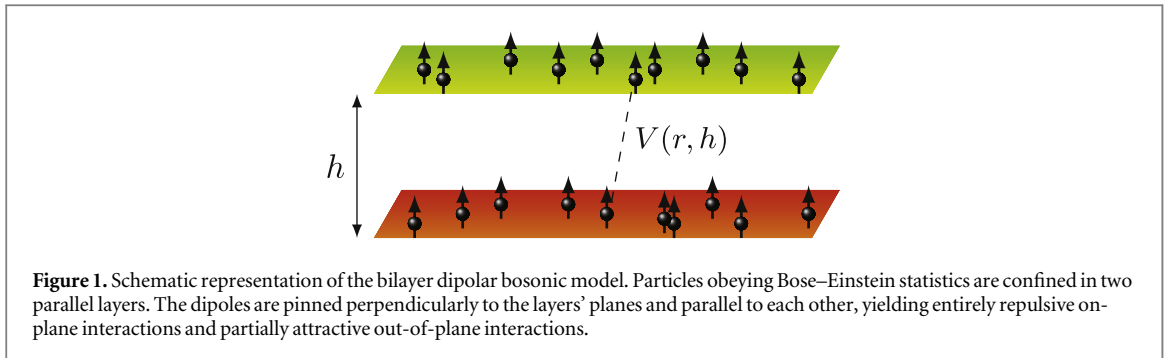 h
V(r, h)
Figure 1. Schematic representation of the bilayer dipolar bosonic model. Particles obeying Bose–Einstein statistics are confined in two
parallel layers. The dipoles are pinned perpendicularly to the layers' planes and parallel to each other, yielding entirely repulsive on-
plane interactions and partially attractive out-of-plane interactions.